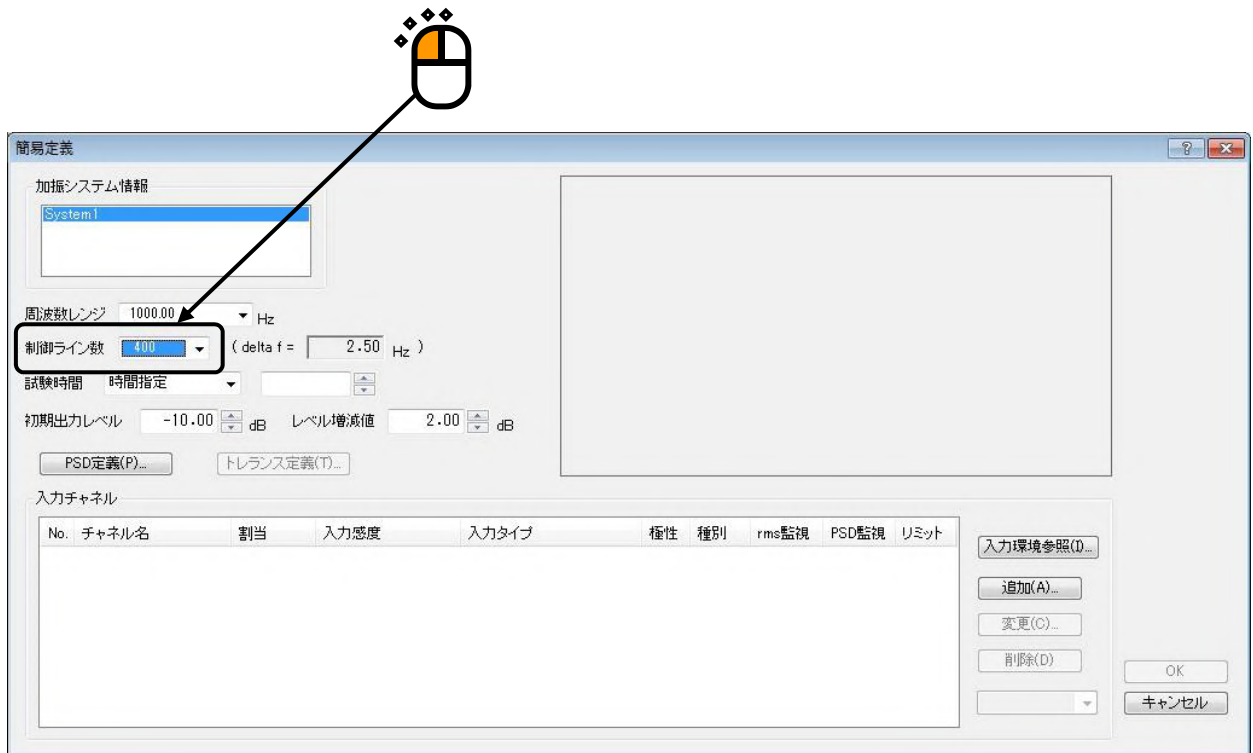 簡易定義
加振システム情報
System1
周波数レンジ 1000.00 Hz
制御ライン数 400 ( delta f = 2.50 Hz )
試験時間 時間指定
初期出力レベル -10.00 dB レベル増減値 2.00 dB
PSD定義(P)... トレランス定義(T)...
入力チャネル
No. チャネル名 割当 入力感度 入力タイプ 極性 種別 rms監視 PSD監視 リミット
入力環境参照(I)...
追加(A)...
変更(C)...
削除(D)
OK
キャンセル